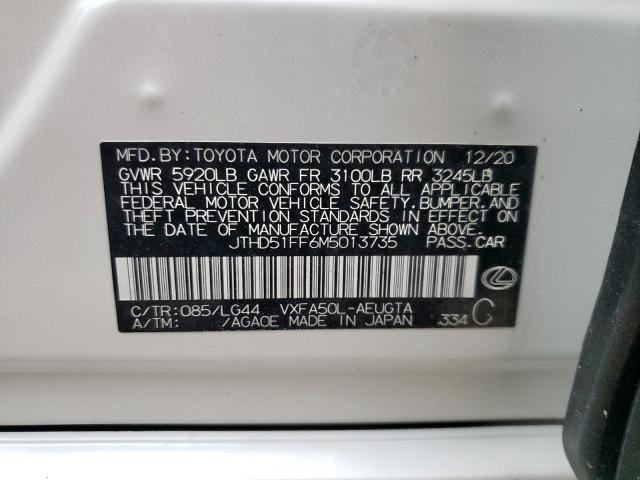 MFD.BY:TOYOTA MOTOR CORPORATION 12/20
GVWR 5920LB GAWR FR 3100LB RR 3245LB
THIS VEHICLE CONFORMS TO ALL APPLICABLE
FEDERAL MOTOR VEHICLE SAFETY,BUMPER,AND
THEFT PREVENTION STANDARDS IN EFFECT ON
THE DATE OF MANUFACTURE SHOWN ABOVE.
JTHD51FF6M5013735 PASS.CAR
C/TR:085/LG44 VXFA50L-AEUGTA
A/TM: /AGA0E MADE IN JAPAN 334 C